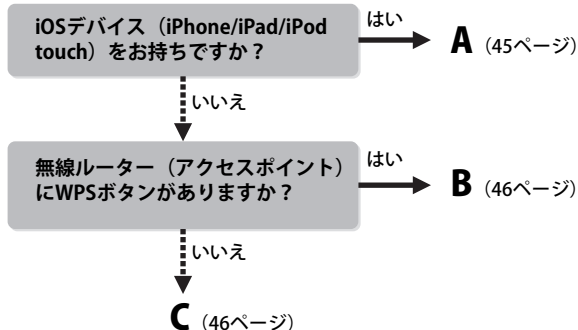 iOSデバイス（iPhone/iPad/iPod
touch）をお持ちですか？
はい
A（45ページ）
いいえ
無線ルーター（アクセスポイント）
にWPSボタンがありますか？
はい
B（46ページ）
いいえ
C（46ページ）